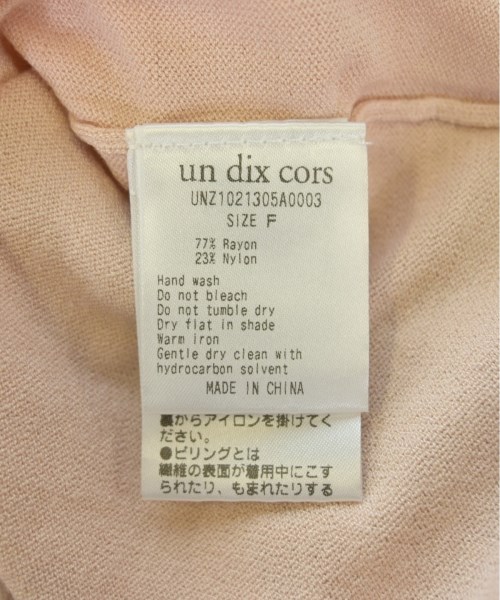 un dix cors
UNZ1021305A0003
SIZE F
77% Rayon
23% Nylon
Hand wash
Do not bleach
Do not tumble dry
Dry flat in shade
Warm iron
Gentle dry clean with
hydrocarbon solvent
MADE IN CHINA
裏からアイロンを掛けてく
ださい。
●ピリングとは
繊維の表面が着用中にこす
られたり、もまれたりする